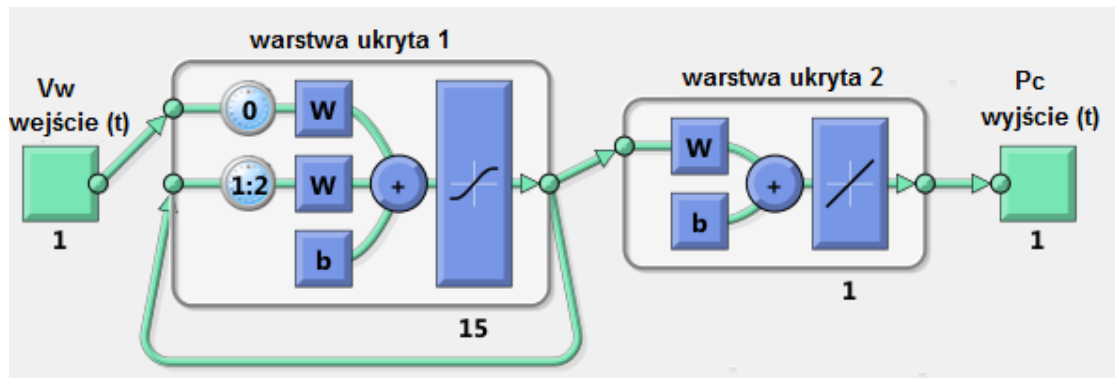 warstwa ukryta 1
Vw
wejście (t)
1
0
W
1:2
W
+
b
15
warstwa ukryta 2
W
+
b
1
Pc
wyjście (t)
1